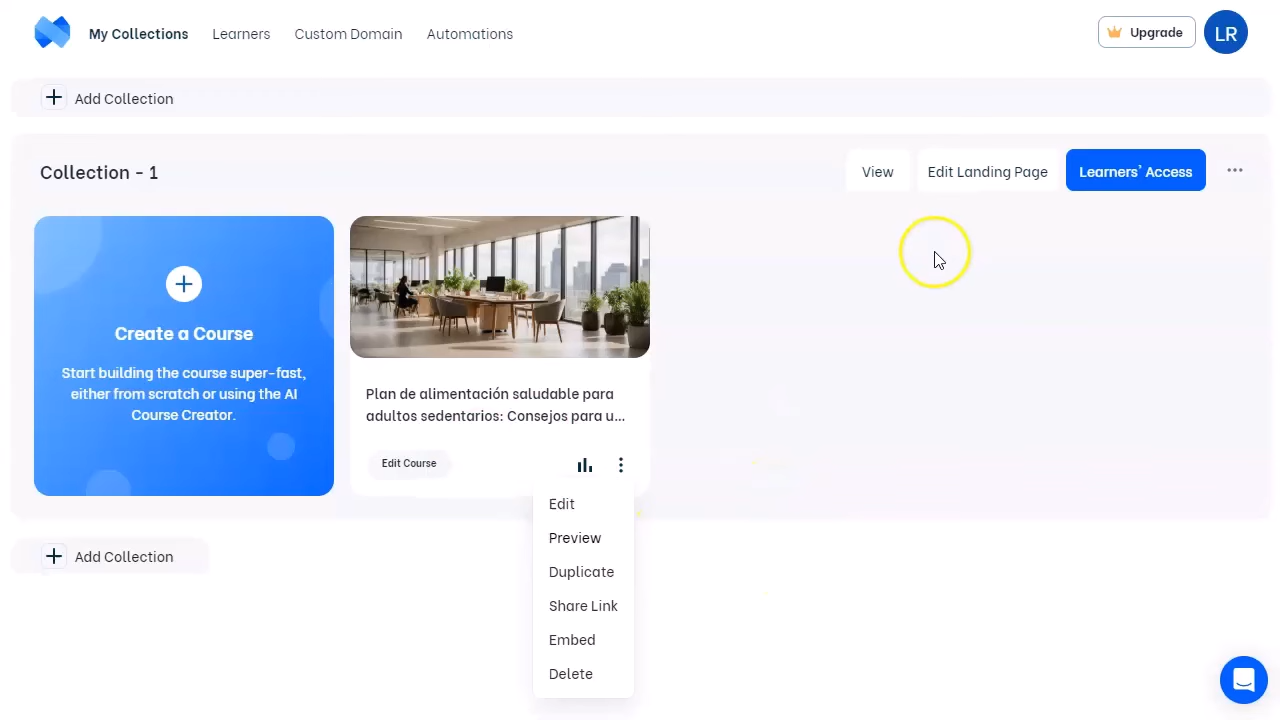 My Collections
Learners
Custom Domain
Automations
Upgrade
LR
Add Collection
Collection - 1
View
Edit Landing Page
Learners' Access
Create a Course
Start building the course super-fast,
either from scratch or using the AI
Course Creator.
Plan de alimentación saludable para
adultos sedentarios: Consejos para u...
Edit Course
Edit
Preview
Duplicate
Share Link
Embed
Delete
Add Collection